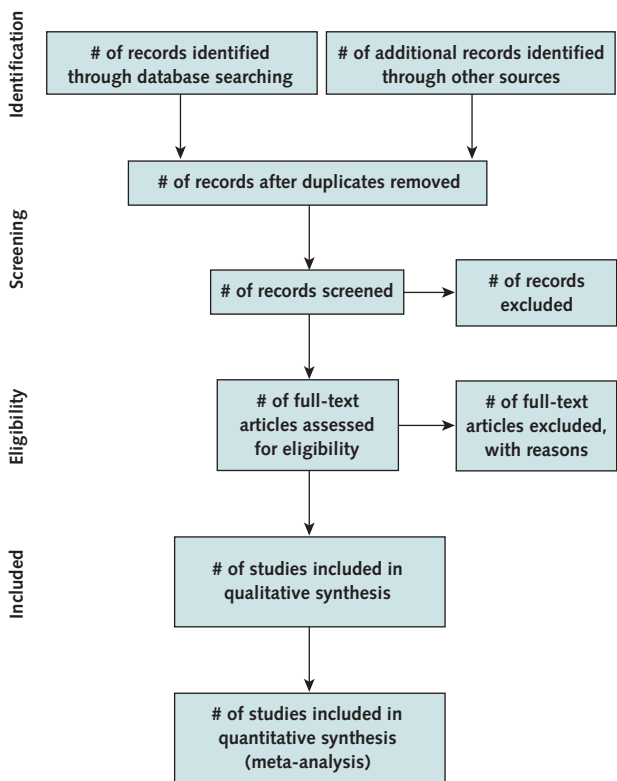 Identification
# of records identified
through database searching
# of additional records identified
through other sources
# of records after duplicates removed
Screening
# of records screened
# of records
excluded
Eligibility
# of full-text
articles assessed
for eligibility
# of full-text
articles excluded,
with reasons
Included
# of studies included in
qualitative synthesis
# of studies included in
quantitative synthesis
(meta-analysis)